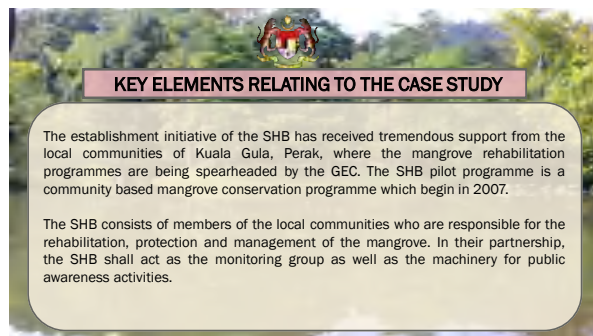 KEY ELEMENTS RELATING TO THE CASE STUDY
The establishment initiative of the SHB has received tremendous support from the
local communities of Kuala Gula, Perak, where the mangrove rehabilitation
programmes are being spearheaded by the GEC. The SHB pilot programme is a
community based mangrove conservation programme which begin in 2007.
The SHB consists of members of the local communities who are responsible for the
rehabilitation, protection and management of the mangrove. In their partnership,
the SHB shall act as the monitoring group as well as the machinery for public
awareness activities.